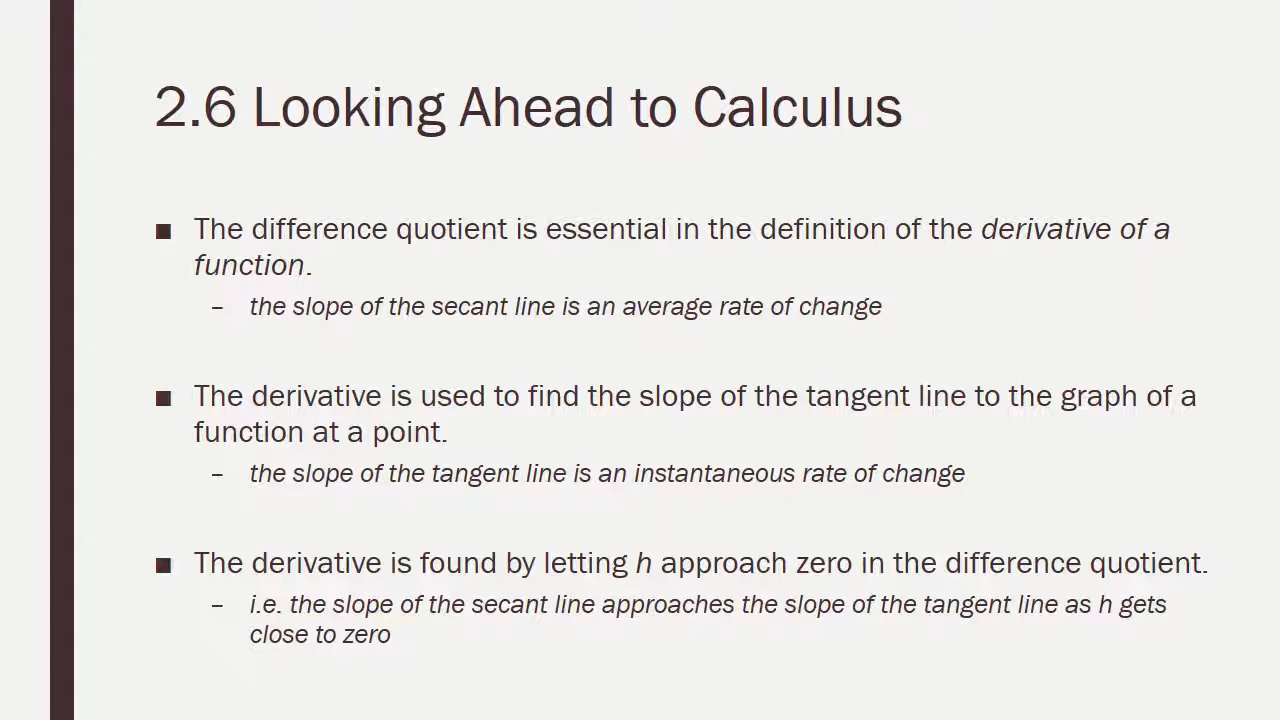 2.6 Looking Ahead to Calculus
■ The difference quotient is essential in the definition of the derivative of a
function.
– the slope of the secant line is an average rate of change
■ The derivative is used to find the slope of the tangent line to the graph of a
function at a point.
– the slope of the tangent line is an instantaneous rate of change
■ The derivative is found by letting h approach zero in the difference quotient.
– i.e. the slope of the secant line approaches the slope of the tangent line as h gets
close to zero